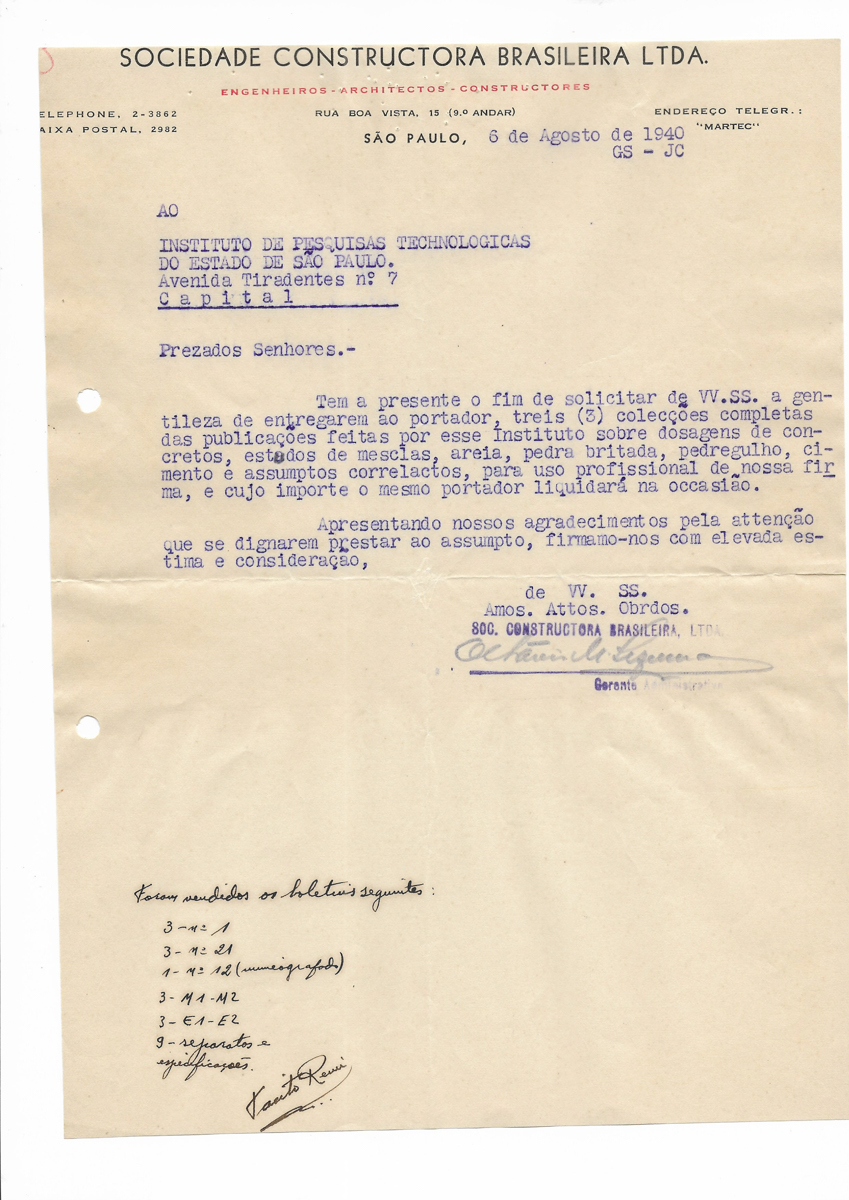 SOCIEDADE CONSTRUCTORA BRASILEIRA LTDA.
ENGENHEIROS - ARCHITECTOS - CONSTRUCTORES
ELEPHONE, 2-3862
AIXA POSTAL, 2982
RUA BOA VISTA, 15 (9.º ANDAR)
ENDEREÇO TELEGR.:
"MARTEC"
SÃO PAULO, 6 de Agosto de 1940
GS - JC
AO
INSTITUTO DE PESQUISAS TECHNOLOGICAS
DO ESTADO DE SÃO PAULO.
Avenida Tiradentes nº 7
C a p i t a l
Prezados Senhores.-
Tem a presente o fim de solicitar de VV.SS. a gen-
tileza de entregarem ao portador, treis (3) colecções completas
das publicações feitas por esse Instituto sobre dosagens de con-
cretos, estudos de mesclas, areia, pedra britada, pedregulho, ci-
mento e assumptos correlactos, para uso profissional de nossa fir
ma, e cujo importe o mesmo portador liquidará na occasião.
Apresentando nossos agradecimentos pela attenção
que se dignarem prestar ao assumpto, firmamo-nos com elevada es-
tima e consideração,
de VV. SS.
Amos. Attos. Obrdos.
SOC. CONSTRUCTORA BRASILEIRA, LTDA.
Gerente
Foram vendidos os boletins seguintes:
3 - nº 1
3 - nº 21
1 - nº 12 (mimeógrafado)
3 - M1 - M2
3 - E1 - E2
9 - separatos e
especificações.